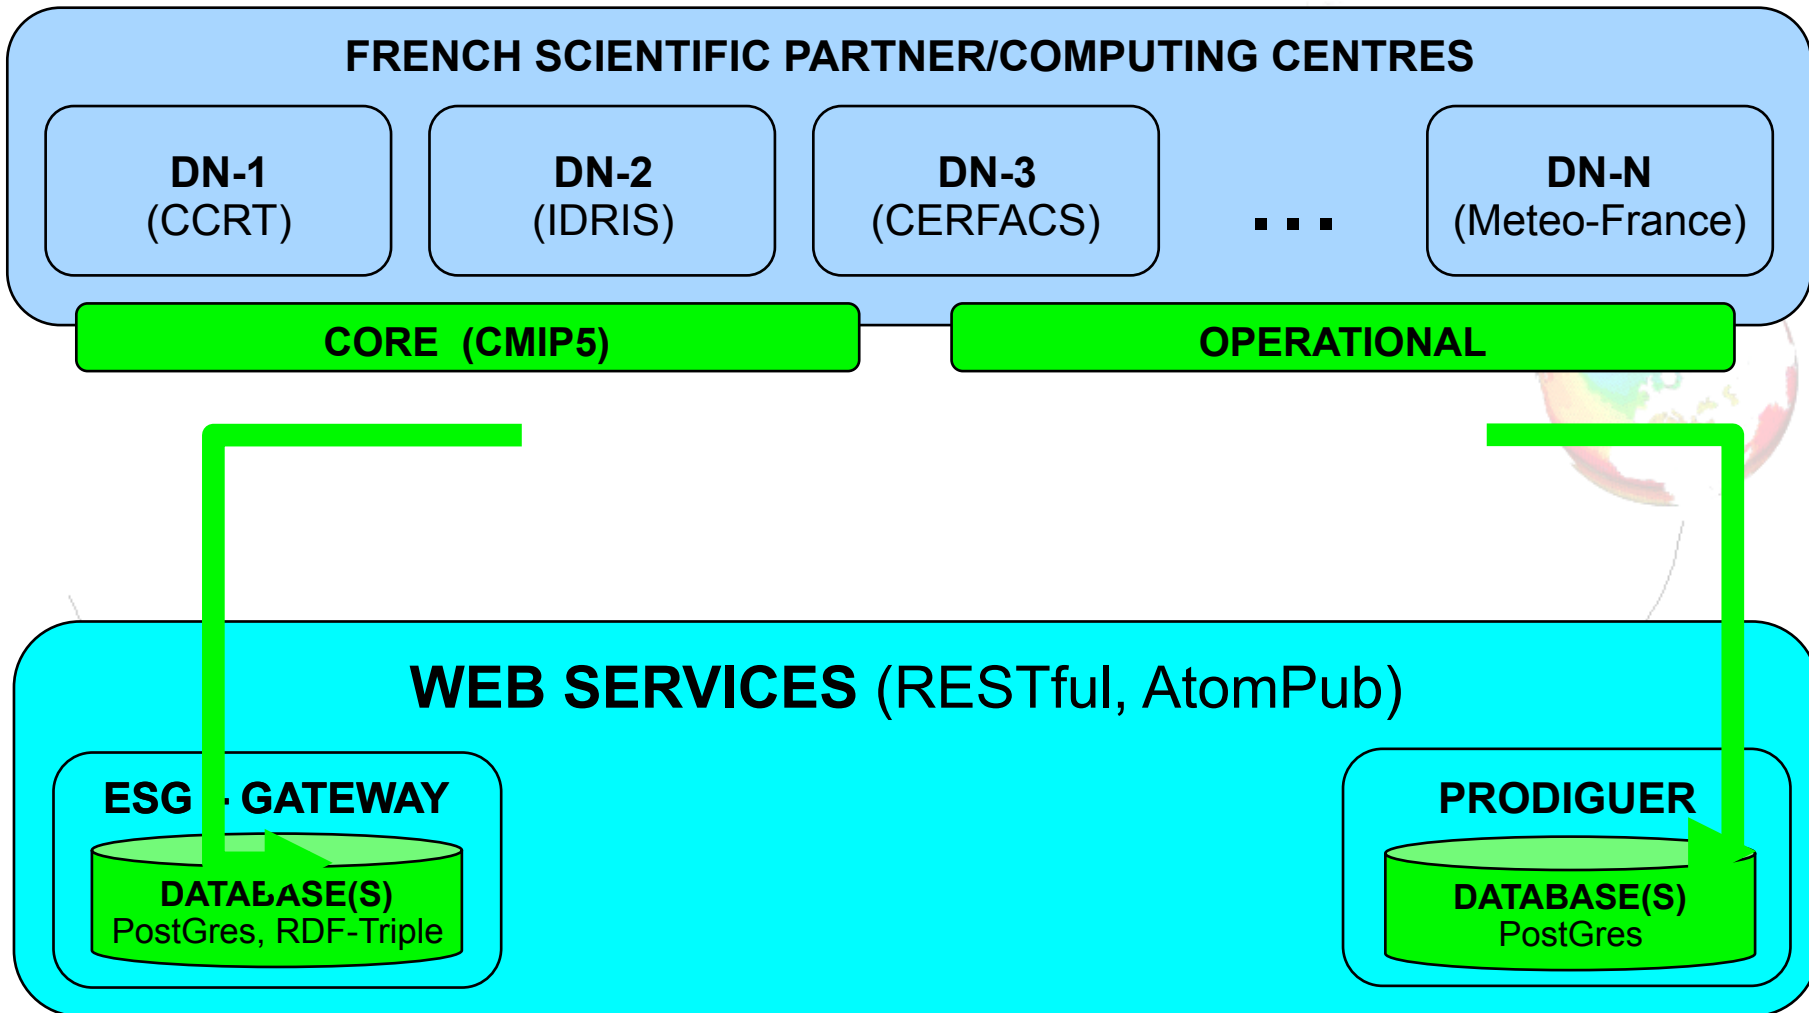 FRENCH SCIENTIFIC PARTNER/COMPUTING CENTRES
DN-1
(CCRT)
DN-2
(IDRIS)
DN-3
(CERFACS)
...
DN-N
(Meteo-France)
CORE (CMIP5)
OPERATIONAL
WEB SERVICES (RESTful, AtomPub)
ESG - GATEWAY
DATABASE(S)
PostGres, RDF-Triple
PRODIGUER
DATABASE(S)
PostGres